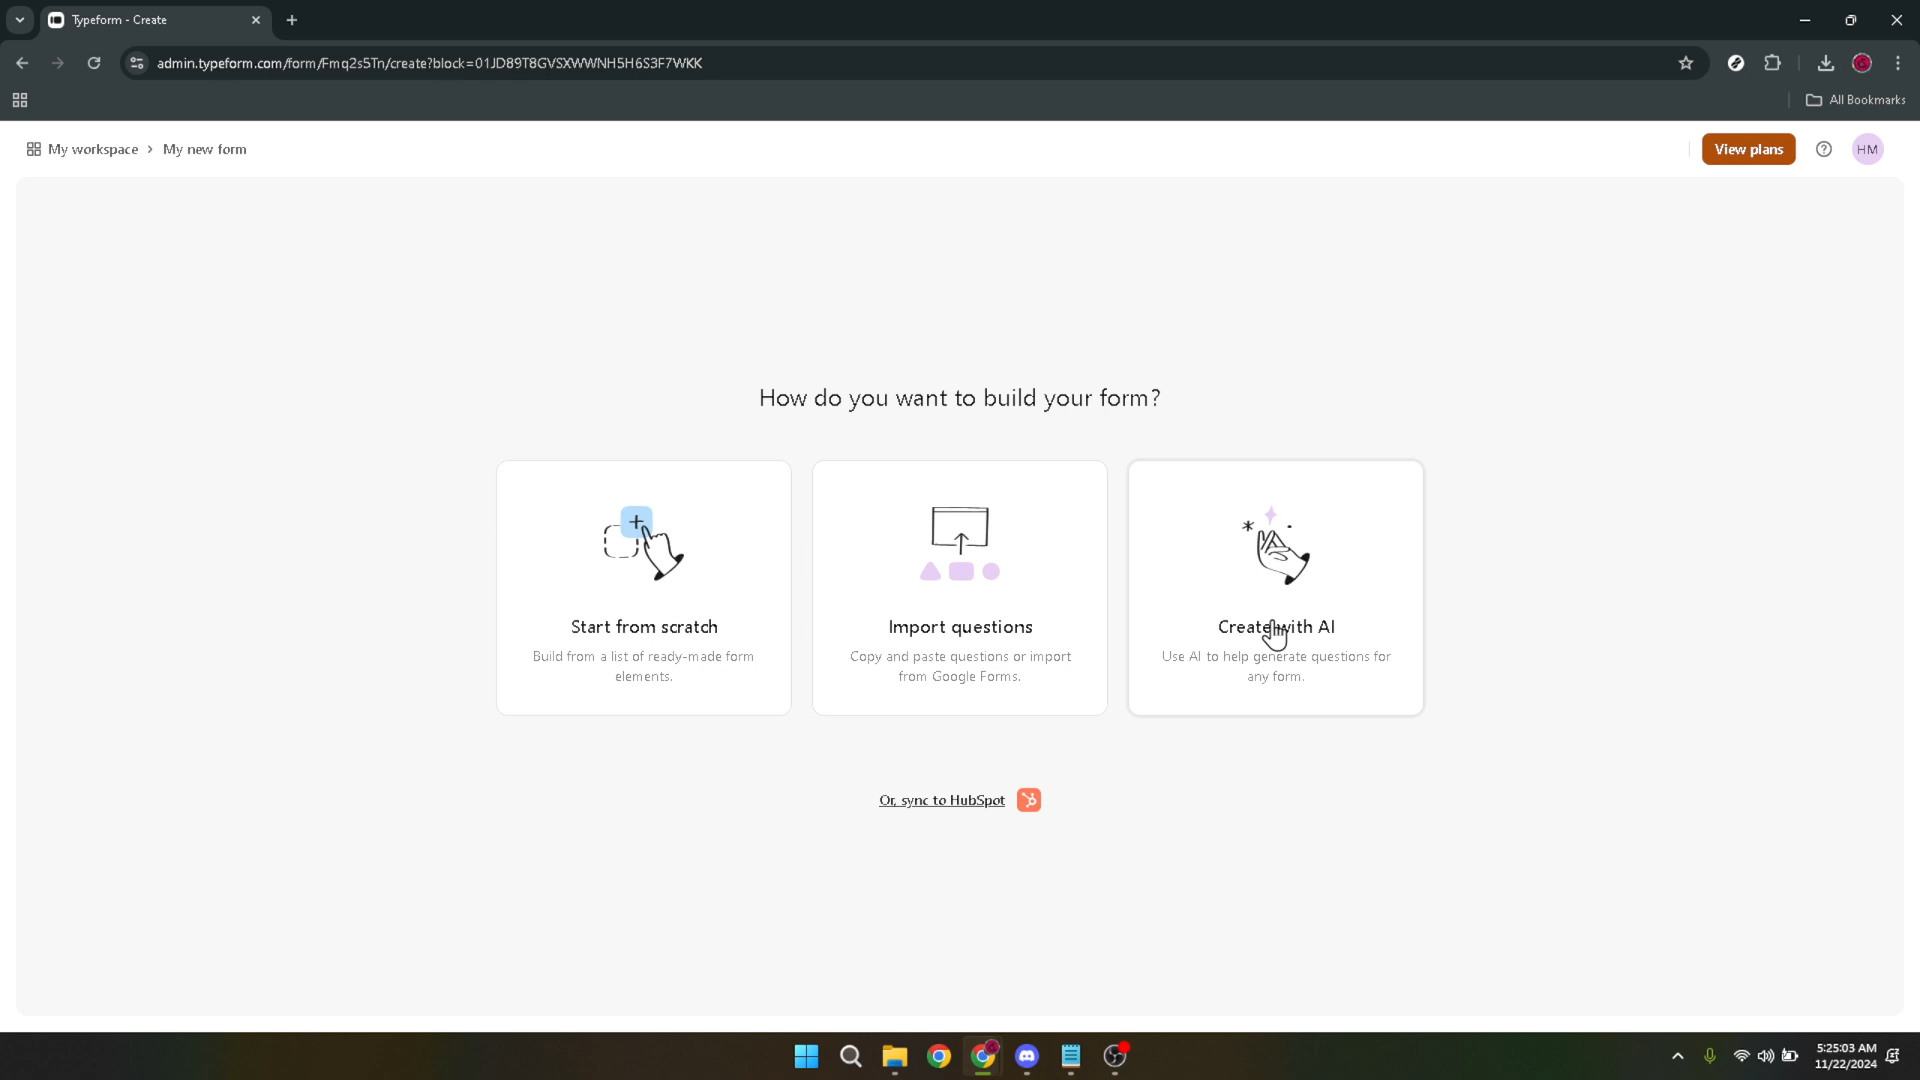 Typeform - Create
admin.typeform.com/form/Fmq2s5Tn/create?block=01JD89T8GVSXWWNH5H6S3F7WKK
All Bookmarks
My workspace > My new form
View plans
HM
How do you want to build your form?
Start from scratch
Build from a list of ready-made form
elements.
Import questions
Copy and paste questions or import
from Google Forms.
Create with AI
Use AI to help generate questions for
any form.
Or, sync to HubSpot
5:25:03 AM
11/22/2024